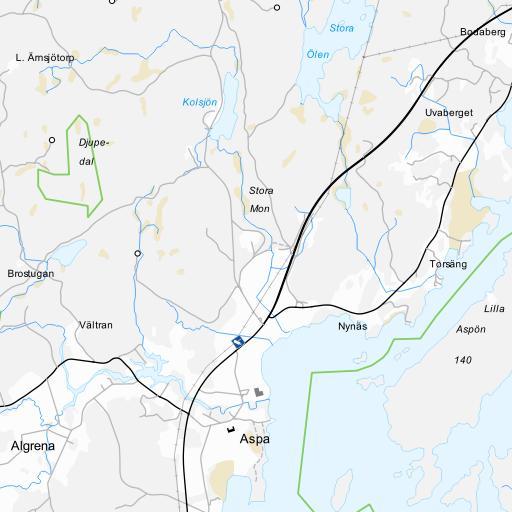 Stora
Ölen
Bodaberg
L. Ämsjötorp
Kolsjön
Uvaberget
Djupe-
dal
Stora
Mon
Torsäng
Brostugan
Lilla
Aspön
140
Vältran
Nynäs
Algrena
Aspa